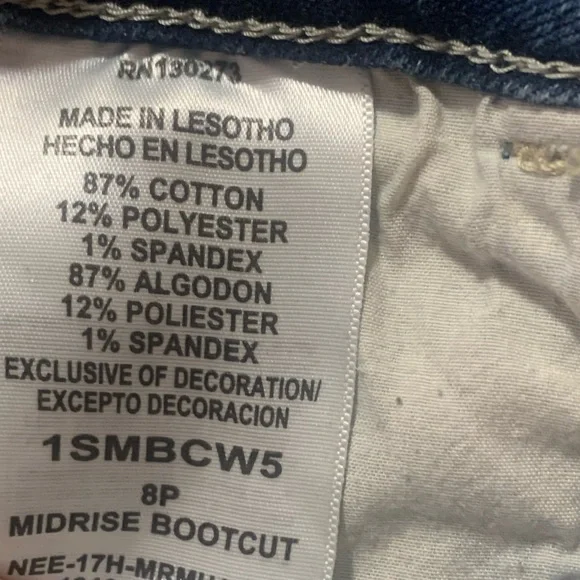 RN130273
MADE IN LESOTHO
HECHO EN LESOTHO
87% COTTON
12% POLYESTER
1% SPANDEX
87% ALGODON
12% POLIESTER
1% SPANDEX
EXCLUSIVE OF DECORATION/
EXCEPTO DECORACION
1SMBCW5
8P
MIDRISE BOOTCUT